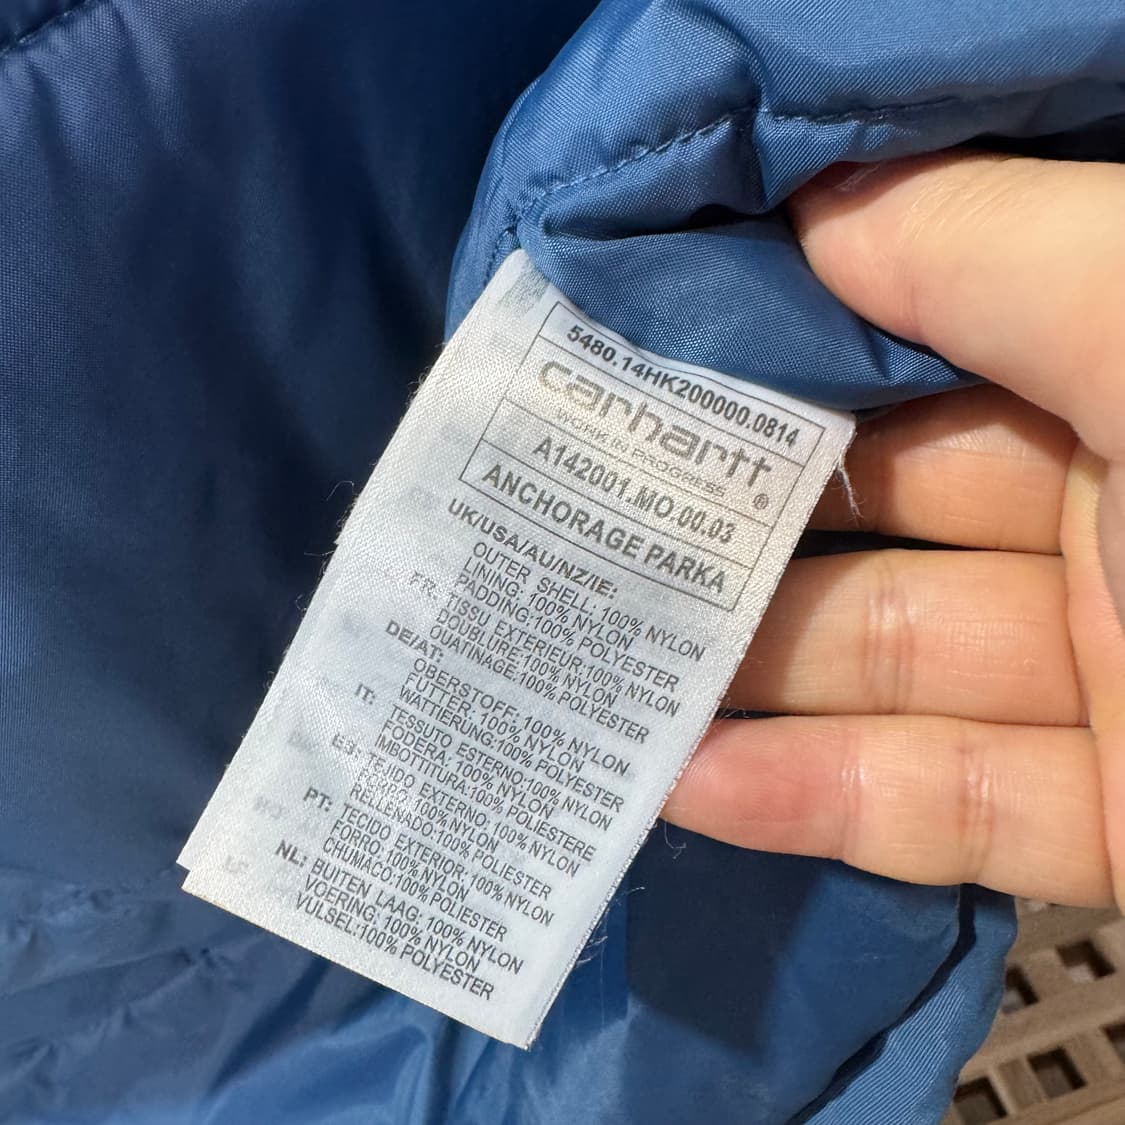 5480.14HK200000.0814
carhartt
WORK IN PROGRESS ®
A142001.MO-00.03
ANCHORAGE PARKA
UK/USA/AU/NZ/IE:
OUTER SHELL: 100% NYLON
LINING: 100% NYLON
PADDING:100% POLYESTER
FR: TISSU EXTERIEUR:100% NYLON
DOUBLURE:100% NYLON
OUATINAGE:100% POLYESTER
DE/AT:
OBERSTOFF: 100% NYLON
FUTTER: 100% NYLON
WATTIERUNG:100% POLYESTER
IT: TESSUTO ESTERNO:100% NYLON
FODERA: 100% NYLON
IMBOTTITURA:100% POLIESTERE
ES: TEJIDO EXTERNO: 100% NYLON
FORRO:100% NYLON
RELLENADO:100% POLIESTER
PT: TECIDO EXTERIOR:100% NYLON
FORRO:100% NYLON
CHUMACO:100% POLIESTER
NL: BUITEN LAAG: 100% NYLON
VOERING: 100% NYLON
VULSEL:100% POLYESTER